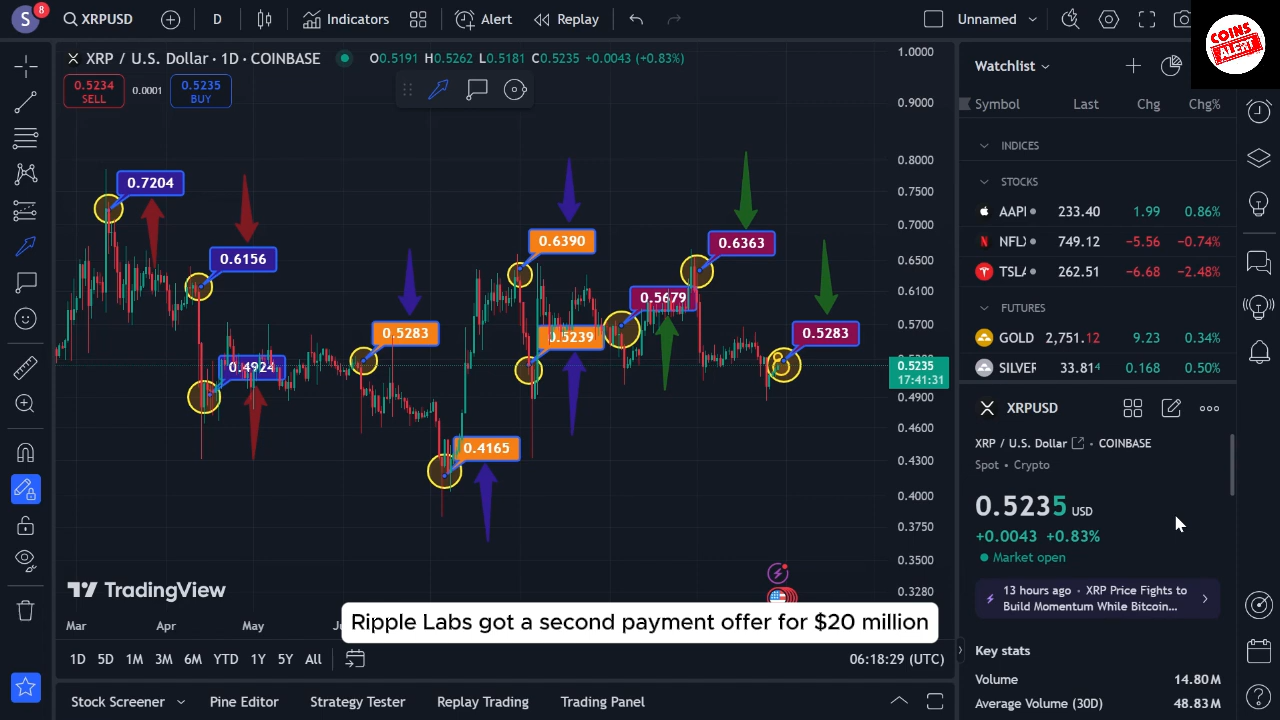 S
8
XRPUSD
D
Indicators
Alert
Replay
Unnamed
COINS
ALERT
XRP / U.S. Dollar · 1D · COINBASE
O0.5191 H0.5262 L0.5181 C0.5235 +0.0043 (+0.83%)
0.5234
SELL
0.0001
0.5235
BUY
0.7204
0.6156
0.4924
0.5283
0.4165
0.6390
0.5239
0.5679
0.6363
0.5283
1.0000
0.9000
0.8000
0.7500
0.7000
0.6500
0.6100
0.5700
0.5235
17:41:31
0.4900
0.4600
0.4300
0.4000
0.3750
0.3500
0.3280
TradingView
Mar
Apr
May
Ripple Labs got a second payment offer for $20 million
1D 5D 1M 3M 6M YTD 1Y 5Y All
06:18:29 (UTC)
Stock Screener
Pine Editor
Strategy Tester
Replay Trading
Trading Panel
Watchlist
Symbol Last Chg Chg%
INDICES
STOCKS
AAPL 233.40 1.99 0.86%
NFLX 749.12 −5.56 −0.74%
TSLA 262.51 −6.68 −2.48%
FUTURES
GOLD 2,751.12 9.23 0.34%
SILVER 33.814 0.168 0.50%
XRPUSD
XRP / U.S. Dollar · COINBASE
Spot · Crypto
0.5235 USD
+0.0043 +0.83%
Market open
13 hours ago · XRP Price Fights to
Build Momentum While Bitcoin...
Key stats
Volume 14.80M
Average Volume (30D) 48.83M